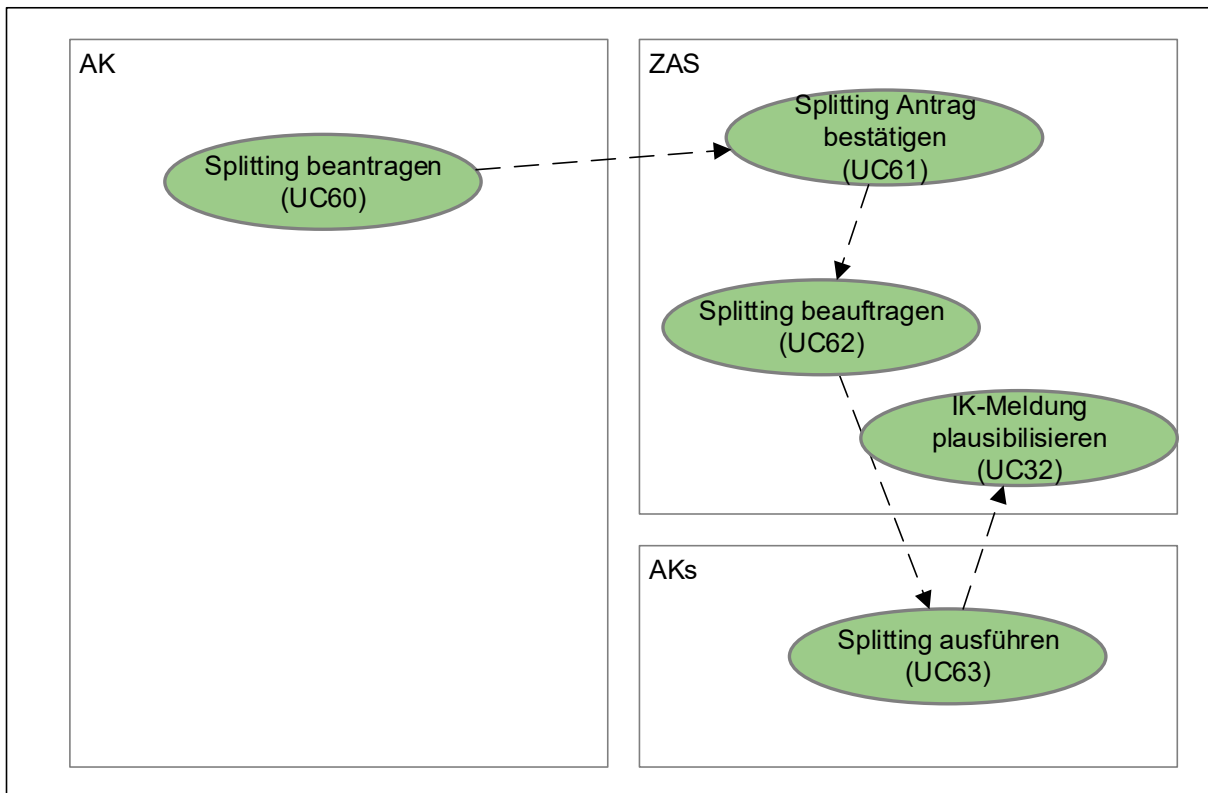 AK
Splitting beantragen
(UC60)
ZAS
Splitting Antrag
bestätigen
(UC61)
Splitting beauftragen
(UC62)
IK-Meldung
plausibilisieren
(UC32)
AKs
Splitting ausführen
(UC63)